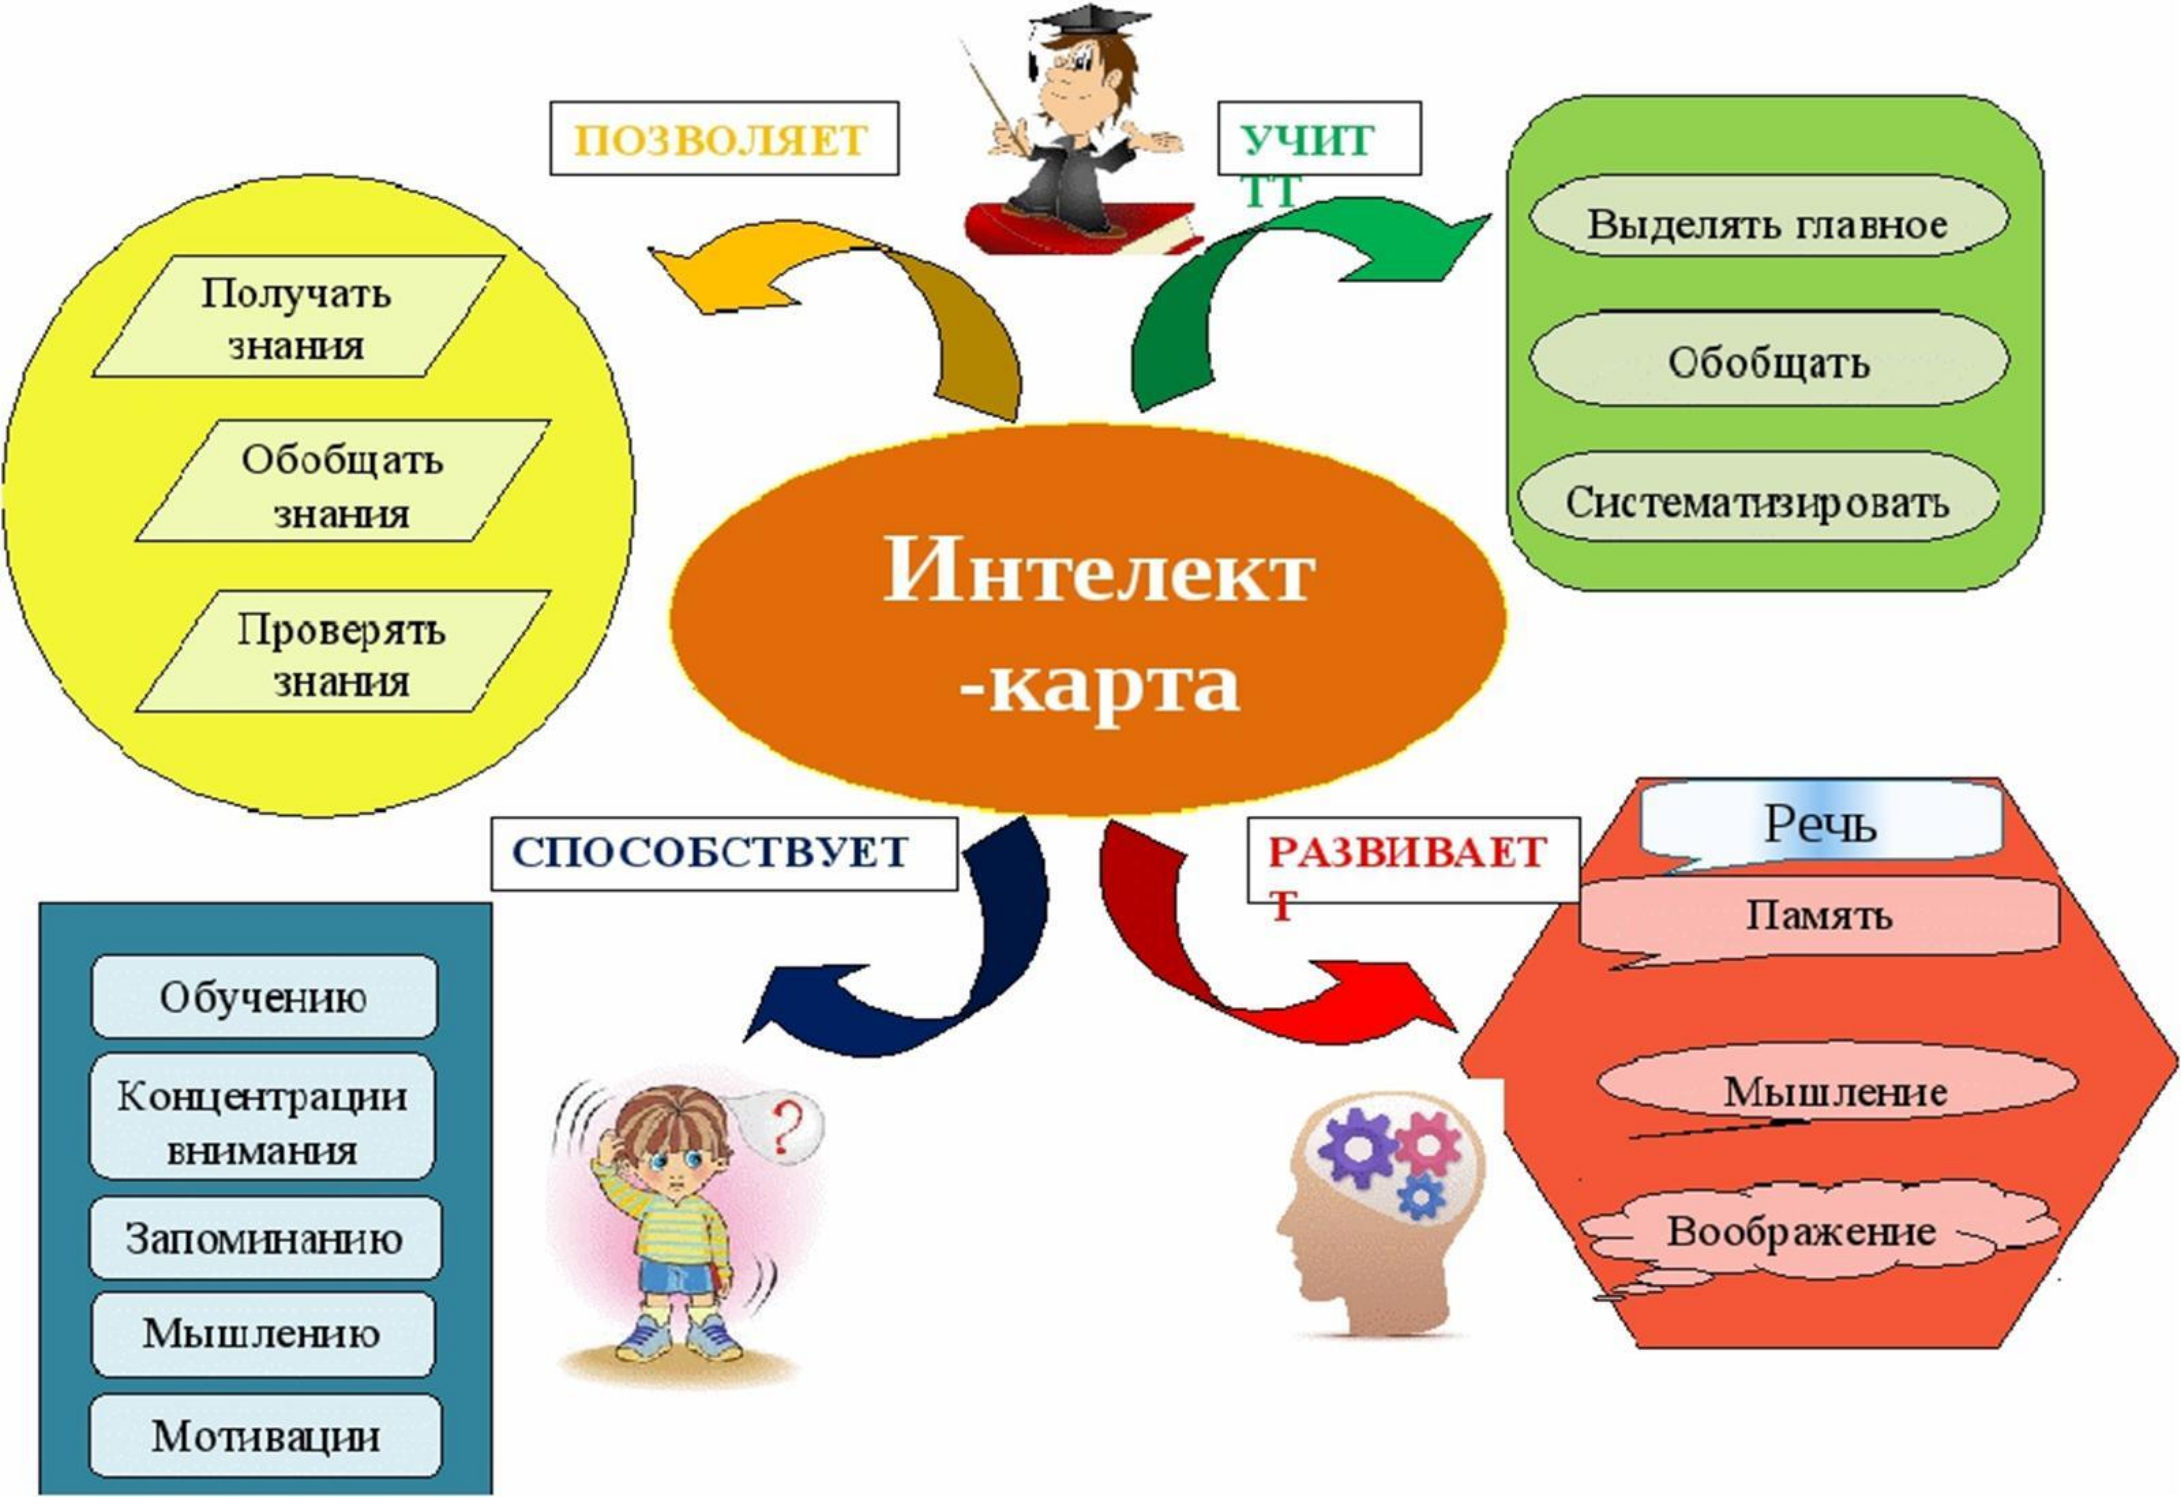 ПОЗВОЛЯЕТ
Получать
знания
Обобщать
знания
Проверять
знания
УЧИТ
ТТ
Выделять главное
Обобщать
Систематизировать
Интелект
-карта
СПОСОБСТВУЕТ
Обучению
Концентрации
внимания
Запоминанию
Мышлению
Мотивации
РАЗВИВАЕТ
Т
Речь
Память
Мышление
Воображение
?